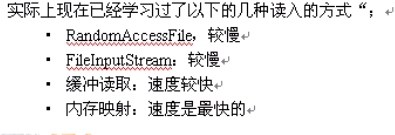 实际上现在已经学习过了以下的几种读入的方式“；
· RandomAccessFile，较慢
· FileInputStream：较慢
· 缓冲读取：速度较快
· 内存映射：速度是最快的